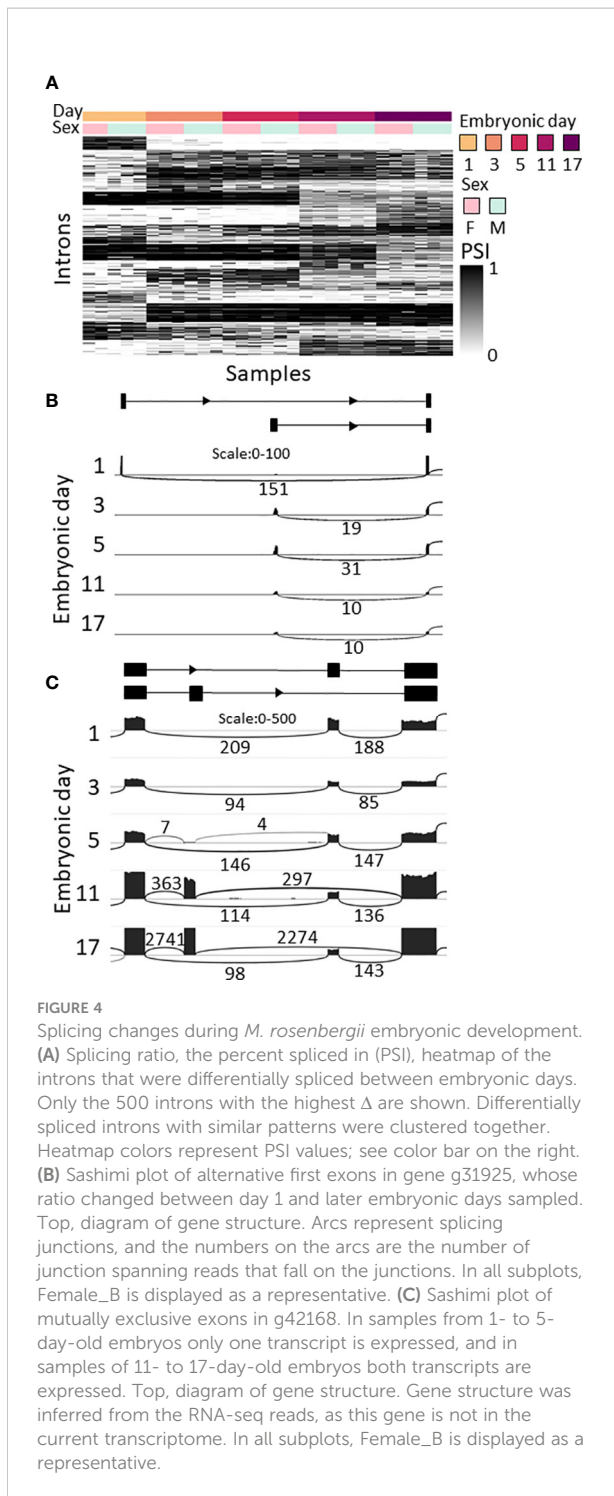 A
Day
Sex
Embryonic day
1 3 5 11 17
Sex
F M
PSI
1
0
Introns
Samples
B
Scale:0-100
Embryonic day
1
151
3
19
5
31
11
10
17
10
C
Scale:0-500
Embryonic day
1
209 188
3
94 85
5
7 4
146 147
11
363 297
114 136
17
2741 2274
98 143
FIGURE 4
Splicing changes during M. rosenbergii embryonic development.
(A) Splicing ratio, the percent spliced in (PSI), heatmap of the
introns that were differentially spliced between embryonic days.
Only the 500 introns with the highest Δ are shown. Differentially
spliced introns with similar patterns were clustered together.
Heatmap colors represent PSI values; see color bar on the right.
(B) Sashimi plot of alternative first exons in gene g31925, whose
ratio changed between day 1 and later embryonic days sampled.
Top, diagram of gene structure. Arcs represent splicing
junctions, and the numbers on the arcs are the number of
junction spanning reads that fall on the junctions. In all subplots,
Female_B is displayed as a representative. (C) Sashimi plot of
mutually exclusive exons in g42168. In samples from 1- to 5-
day-old embryos only one transcript is expressed, and in
samples of 11- to 17-day-old embryos both transcripts are
expressed. Top, diagram of gene structure. Gene structure was
inferred from the RNA-seq reads, as this gene is not in the
current transcriptome. In all subplots, Female_B is displayed as a
representative.